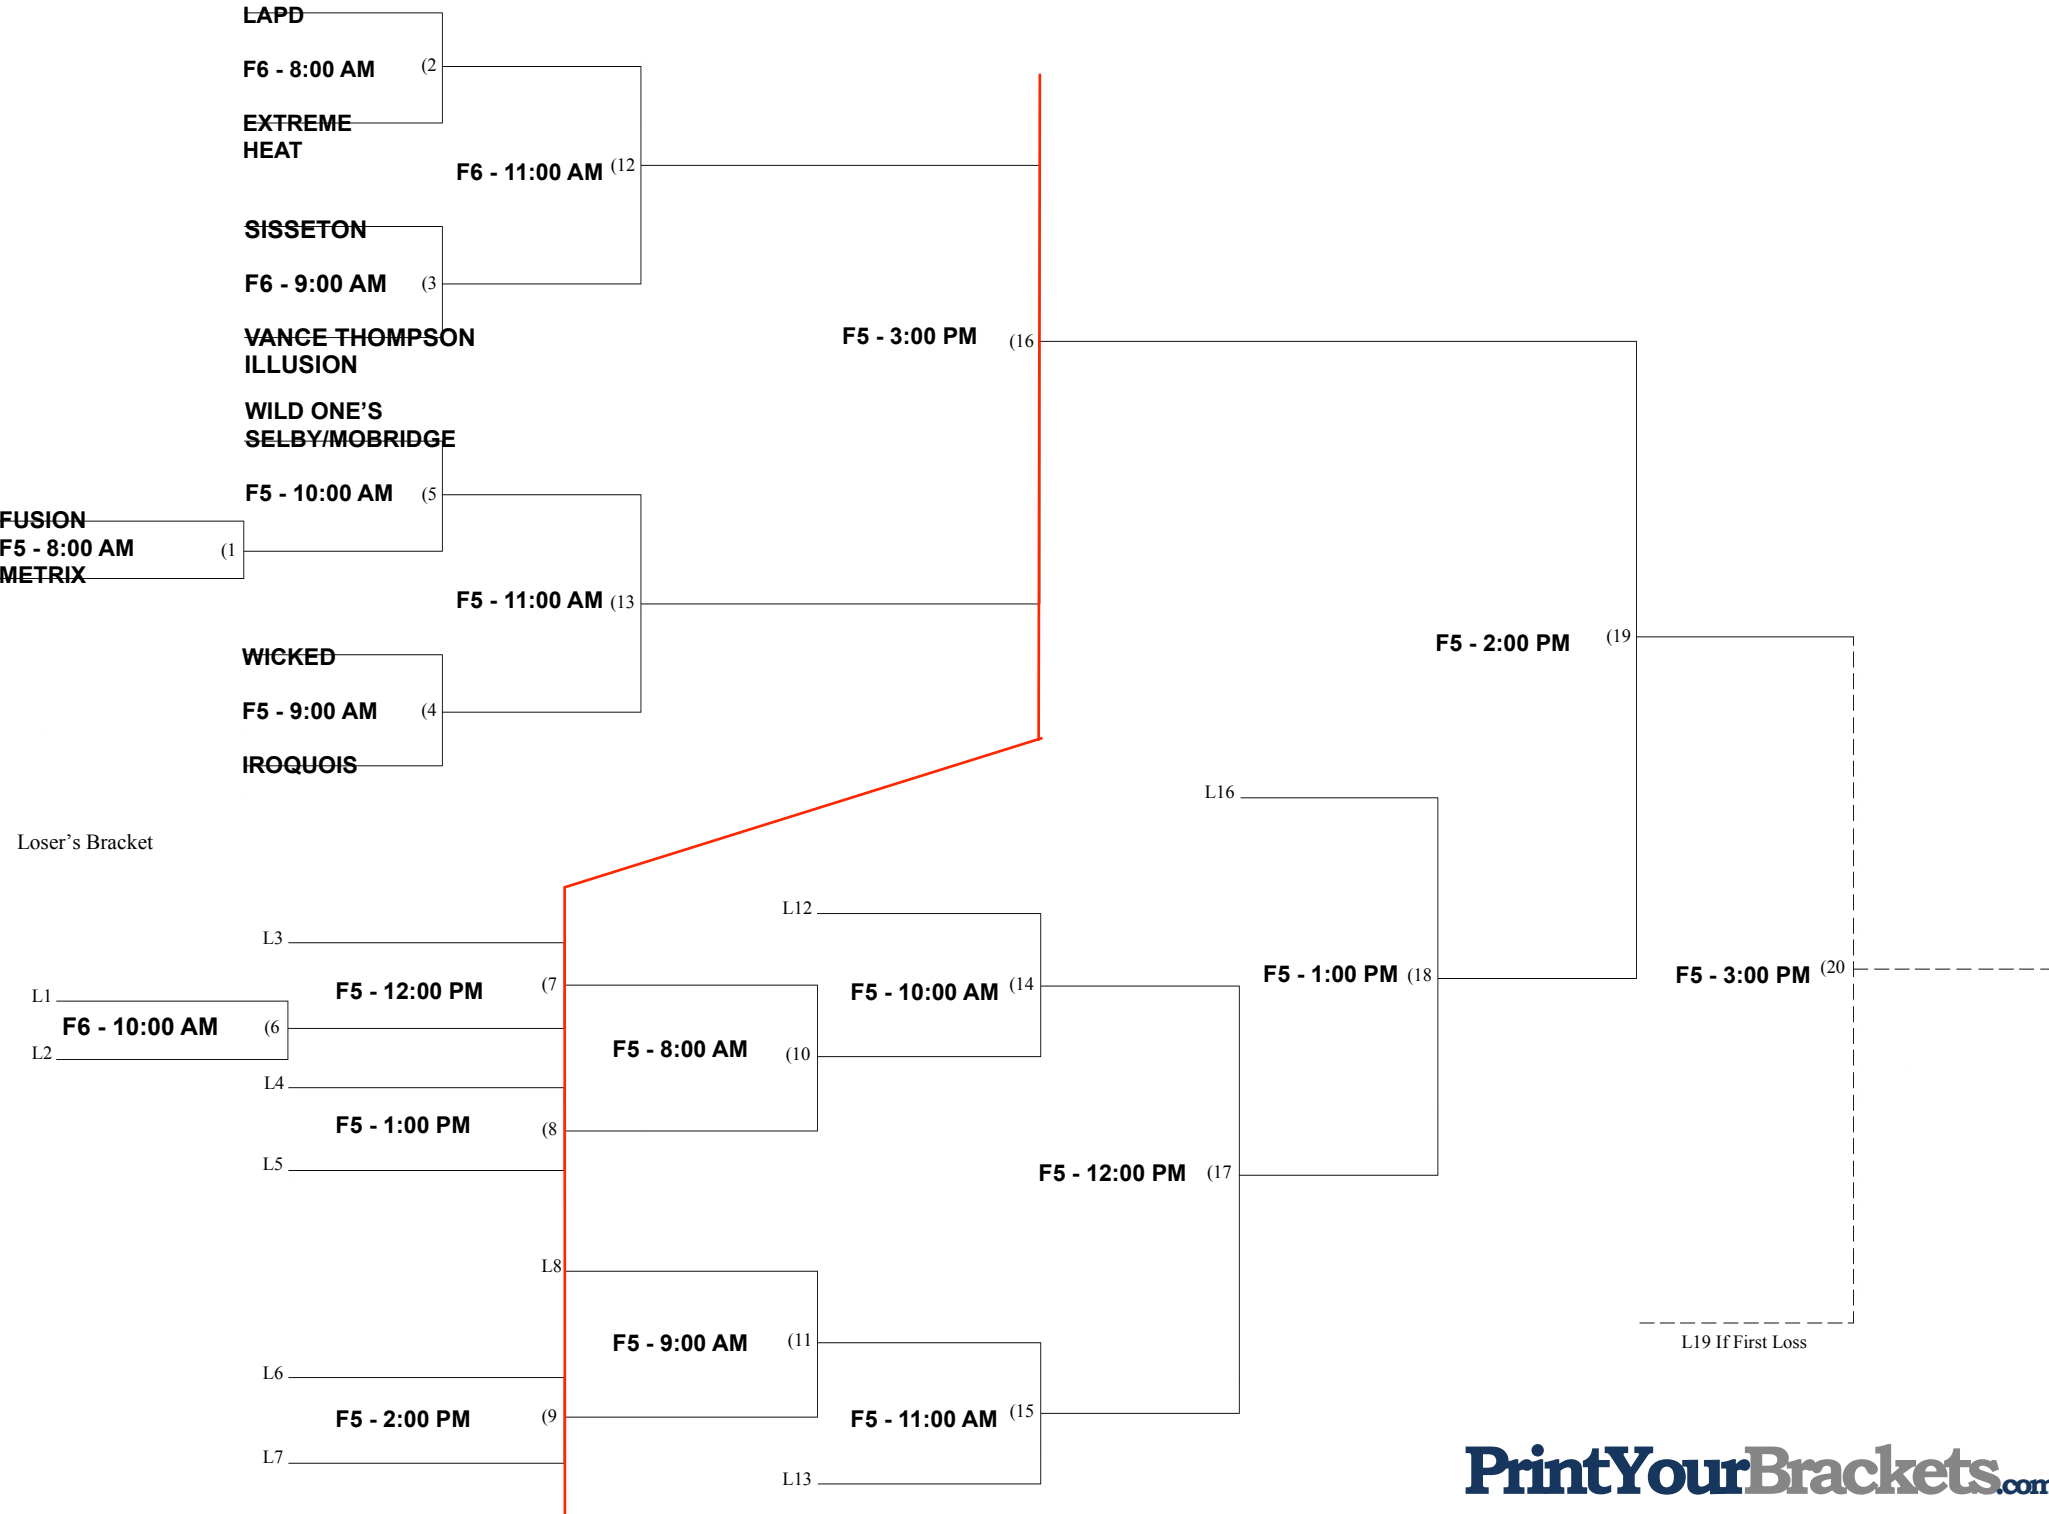 LAPD
F6 - 8:00 AM
(2
EXTREME
HEAT
F6 - 11:00 AM
(12
SISSETON
F6 - 9:00 AM
(3
VANCE THOMPSON
ILLUSION
F5 - 3:00 PM
(16
WILD ONE’S
SELBY/MOBRIDGE
F5 - 10:00 AM
(5
FUSION
F5 - 8:00 AM
(1
METRIX
F5 - 11:00 AM
(13
WICKED
F5 - 9:00 AM
(4
IROQUOIS
F5 - 2:00 PM
(19
L16
Loser’s Bracket
L12
L3
F5 - 12:00 PM
(7
L1
F6 - 10:00 AM
(6
L2
F5 - 10:00 AM
(14
F5 - 1:00 PM
(18
F5 - 3:00 PM
(20
F5 - 8:00 AM
(10
L4
F5 - 1:00 PM
(8
L5
F5 - 12:00 PM
(17
L8
F5 - 9:00 AM
(11
L19 If First Loss
L6
F5 - 2:00 PM
(9
F5 - 11:00 AM
(15
L7
L13
PrintYourBrackets.com